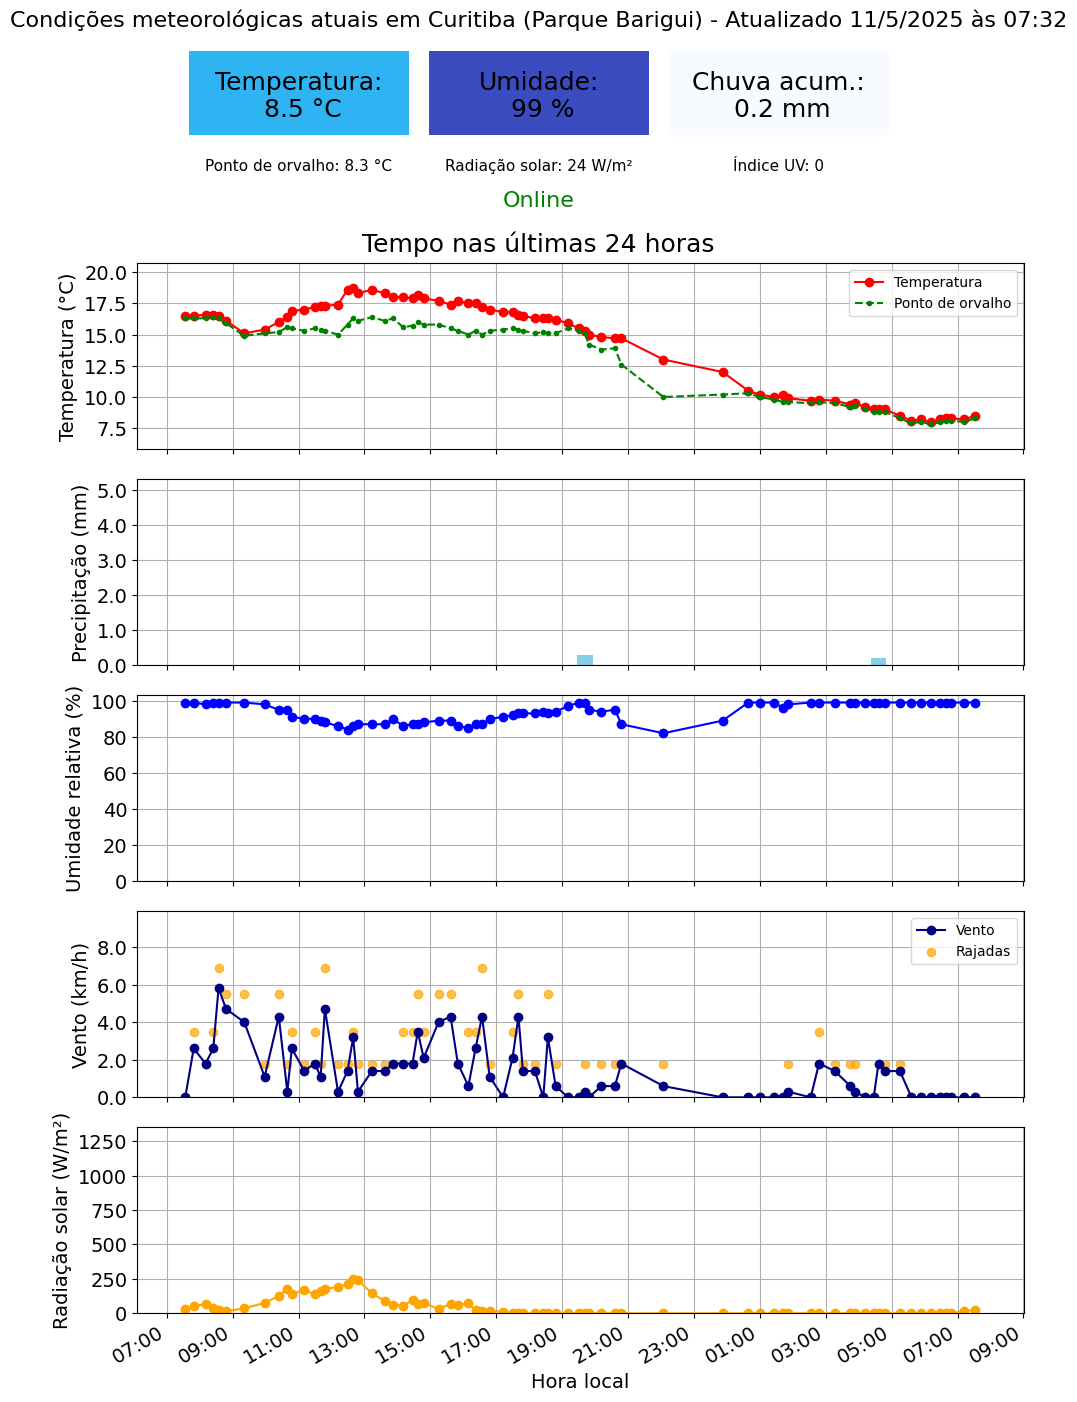 Condições meteorológicas atuais em Curitiba (Parque Barigui) - Atualizado 11/5/2025 às 07:32
Temperatura:
8.5 °C
Umidade:
99 %
Chuva acum.:
0.2 mm
Ponto de orvalho: 8.3 °C
Radiação solar: 24 W/m²
Índice UV: 0
Online
Tempo nas últimas 24 horas
Temperatura (°C)
20.0
17.5
15.0
12.5
10.0
7.5
Temperatura
Ponto de orvalho
Precipitação (mm)
5.0
4.0
3.0
2.0
1.0
0.0
Umidade relativa (%)
100
80
60
40
20
0
Vento (km/h)
8.0
6.0
4.0
2.0
0.0
Vento
Rajadas
Radiação solar (W/m²)
1250
1000
750
500
250
0
07:00
09:00
11:00
13:00
15:00
17:00
19:00
21:00
23:00
01:00
03:00
05:00
07:00
09:00
Hora local